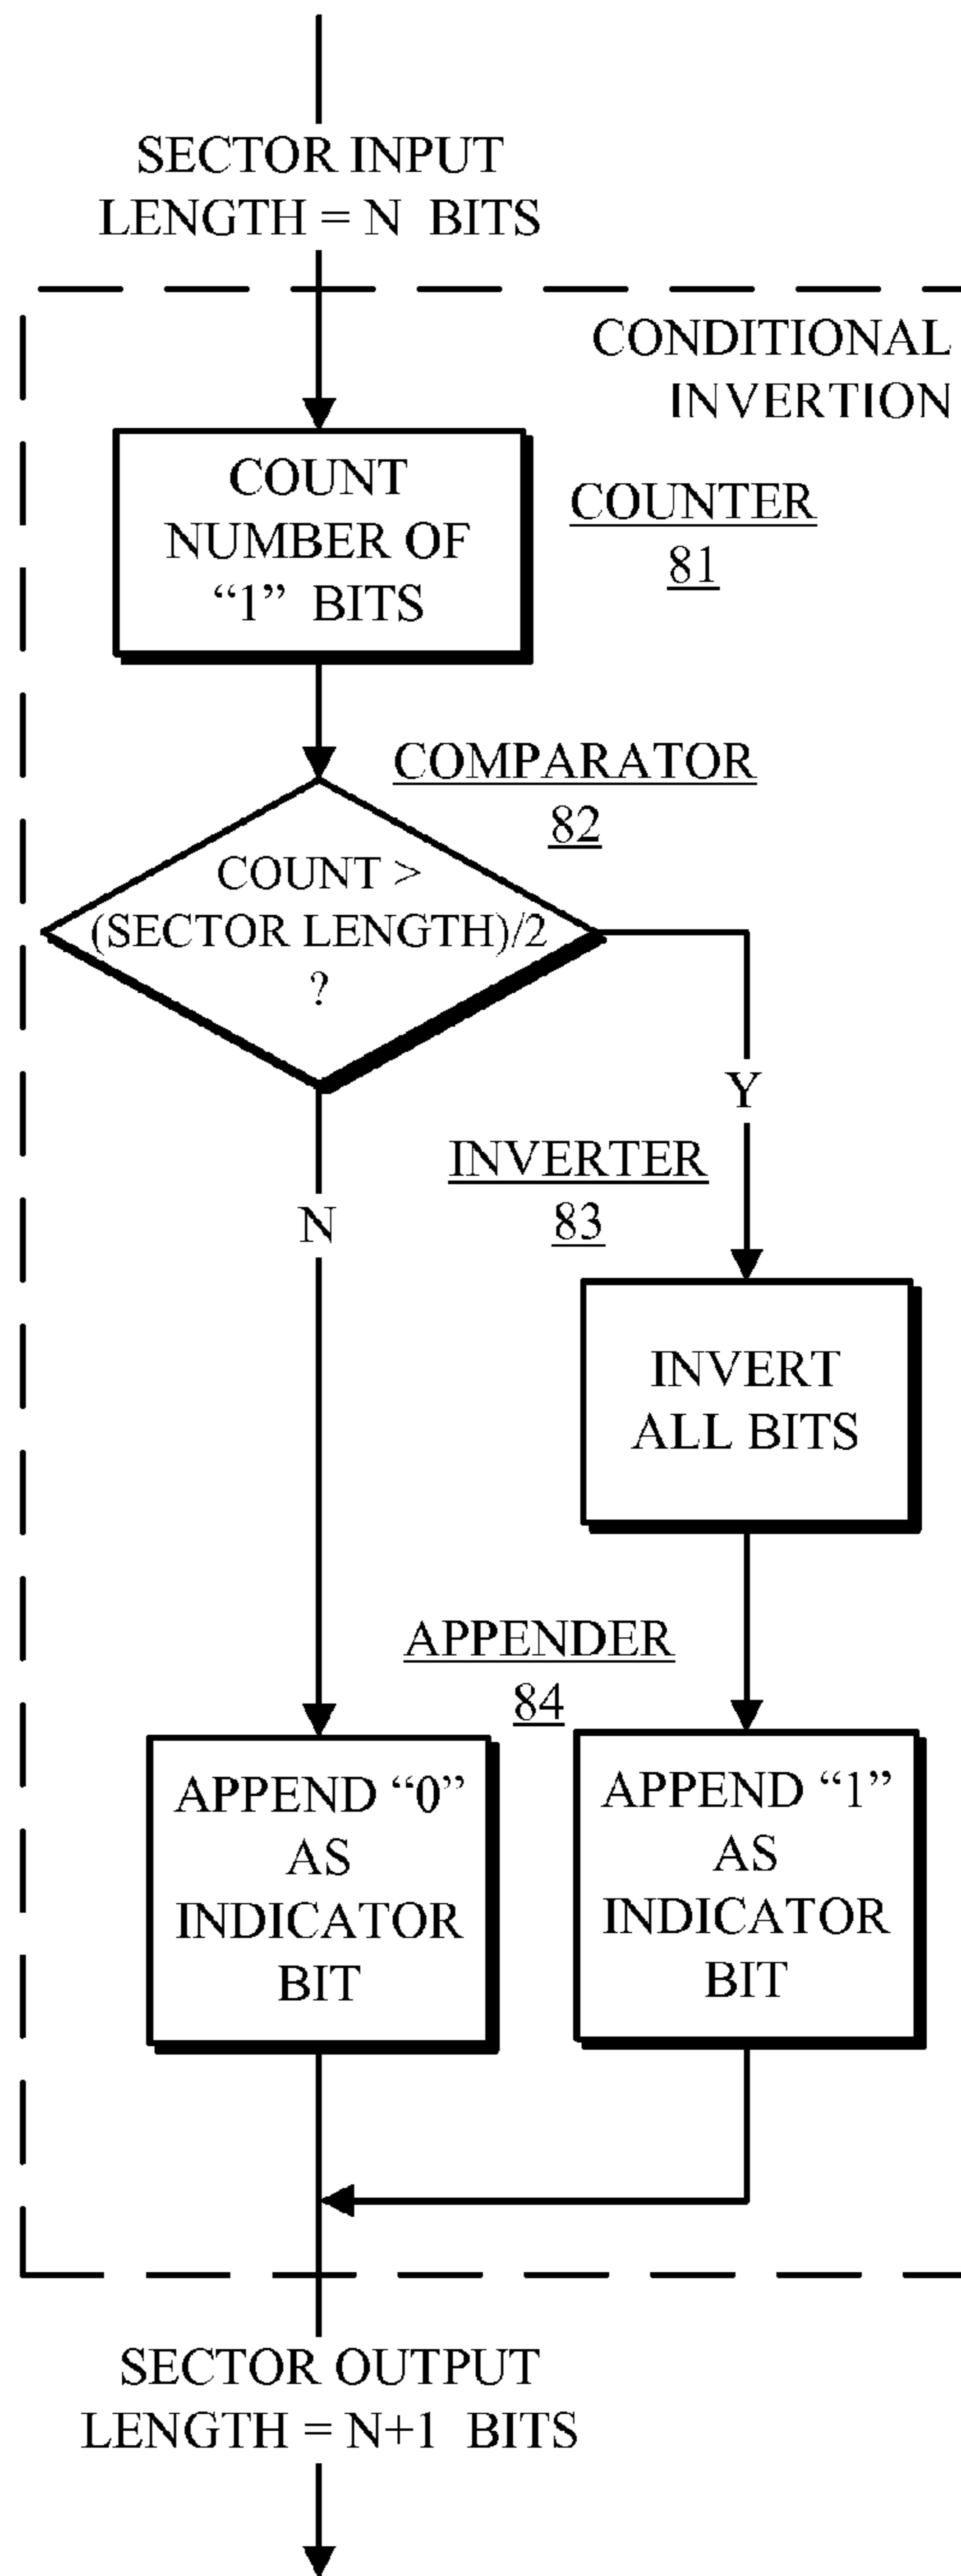 SECTOR INPUT
LENGTH = N BITS
CONDITIONAL
INVERTION
COUNT
NUMBER OF
“1” BITS
COUNTER
81
COMPARATOR
82
COUNT >
(SECTOR LENGTH)/2
?
Y
N
INVERTER
83
INVERT
ALL BITS
APPENDER
84
APPEND “0”
AS
INDICATOR
BIT
APPEND “1”
AS
INDICATOR
BIT
SECTOR OUTPUT
LENGTH = N+1 BITS